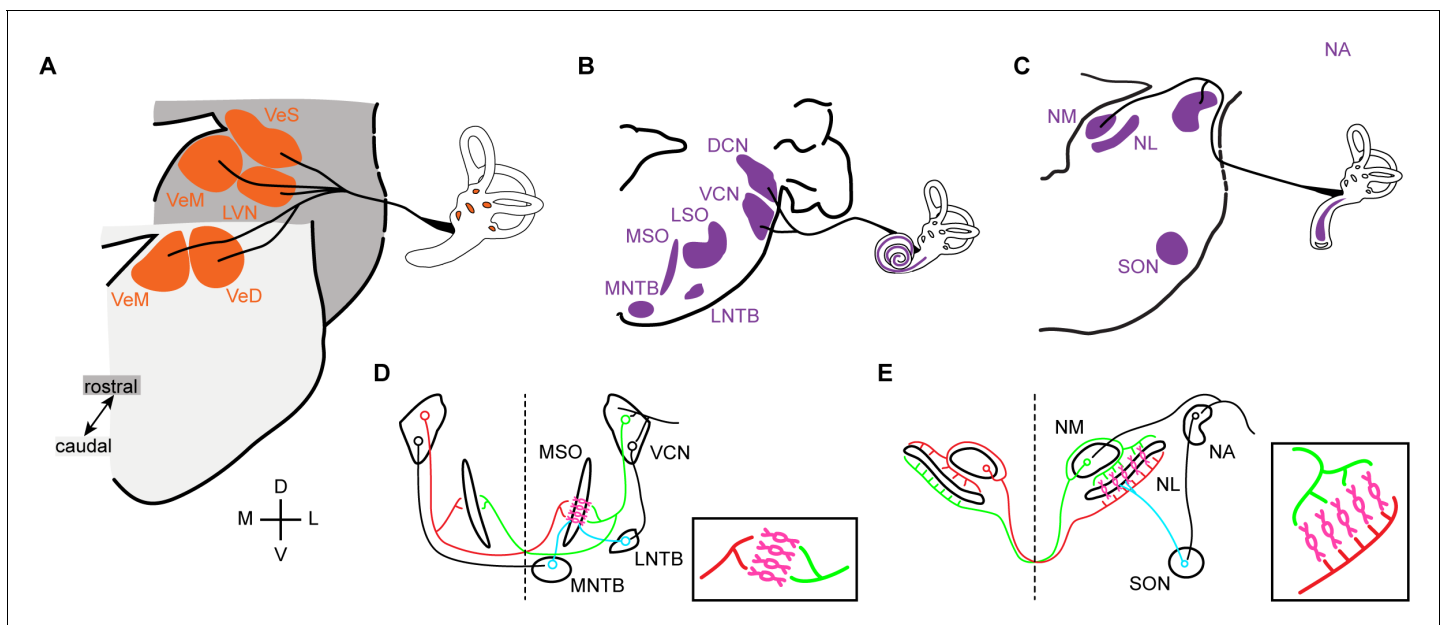 A
VeS
VeM
LVN
VeM
VeD
rostral
caudal
D
M
L
V
B
DCN
VCN
LSO
MSO
MNTB
LNTB
C
NA
NM
NL
SON
D
MSO
VCN
LNTB
MNTB
E
NM
NA
NL
SON